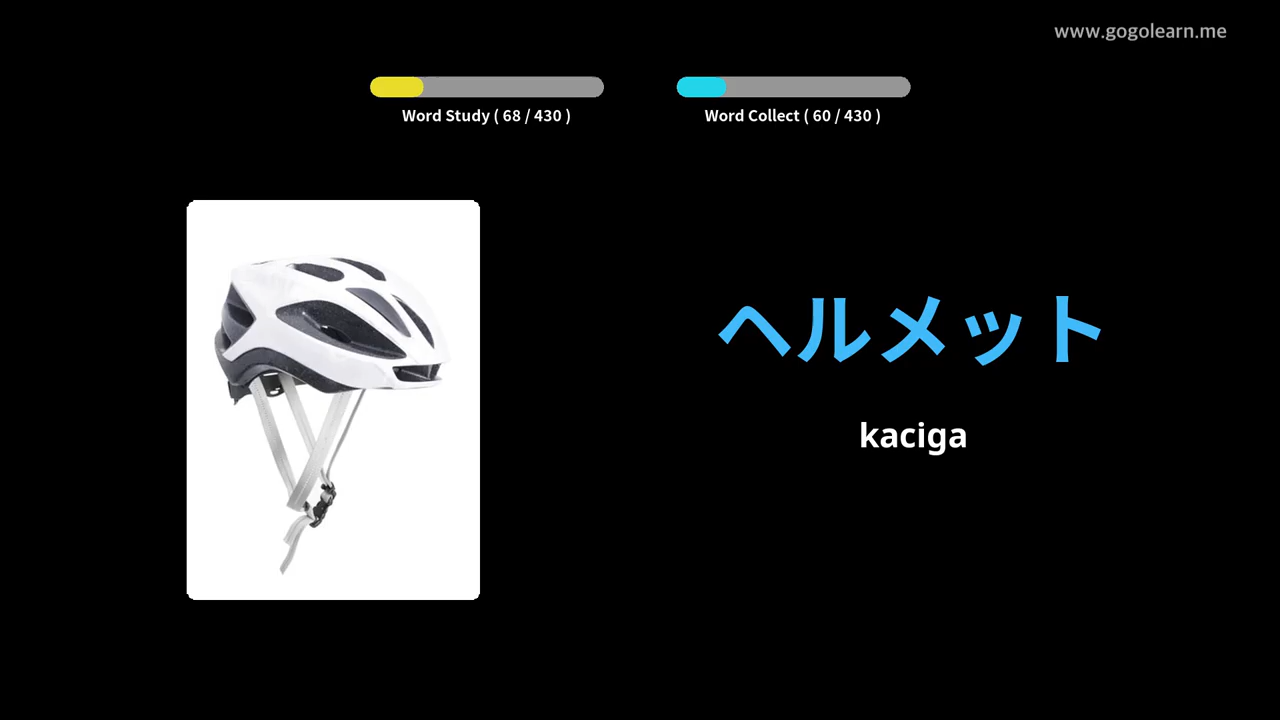 www.gogolearn.me
Word Study ( 68 / 430 )
Word Collect ( 60 / 430 )
ヘルメット
kaciga